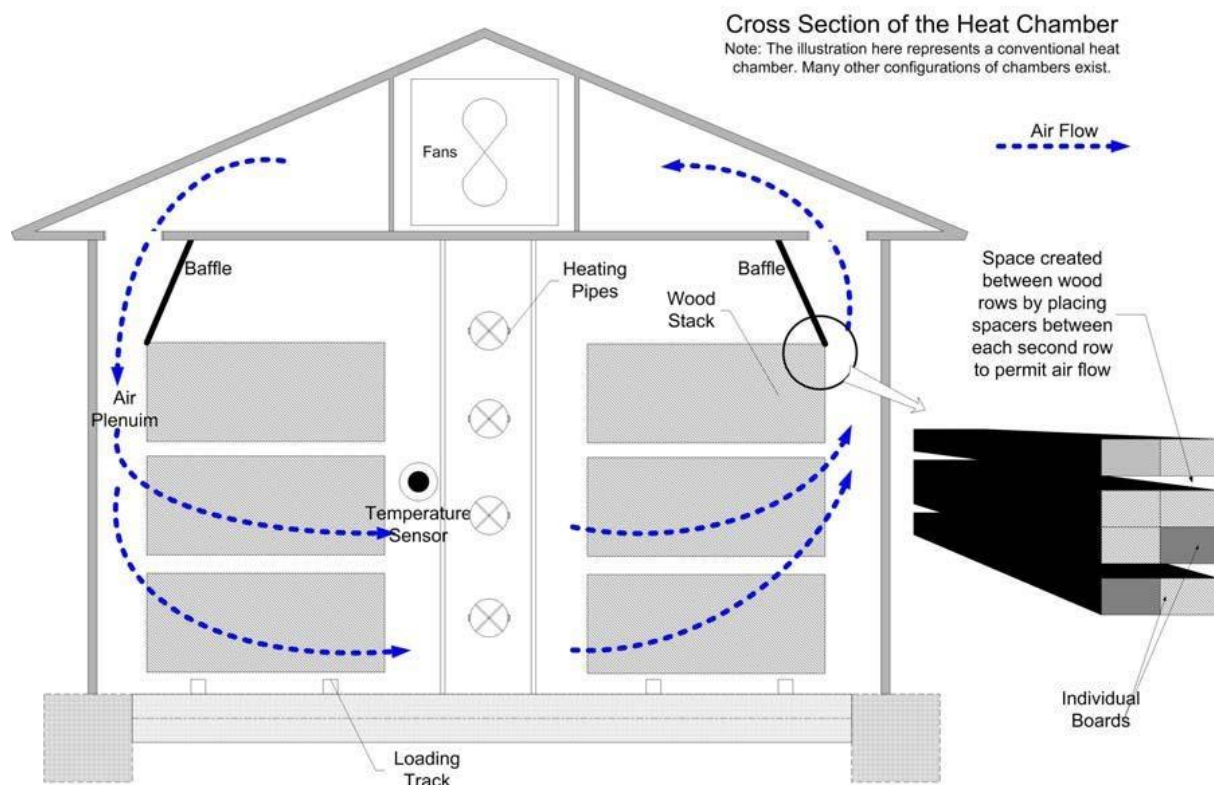 Cross Section of the Heat Chamber
Note: The illustration here represents a conventional heat
chamber. Many other configurations of chambers exist.
Air Flow
Fans
Baffle
Heating
Pipes
Baffle
Wood
Stack
Space created
between wood
rows by placing
spacers between
each second row
to permit air flow
Air
Plenuim
Temperature
Sensor
Individual
Boards
Loading
Track